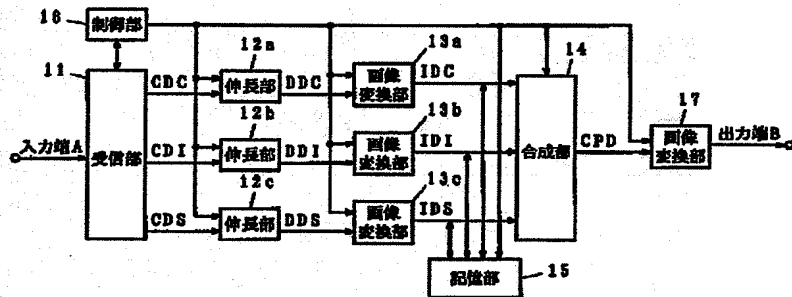 16
制御部
11
CDC
12a
伸長部
DDC
13a
画像
変換部
IDC
14
入力端A
受信部
CDI
12b
伸長部
DDI
13b
画像
変換部
IDI
合成部
CPD
17
画像
変換部
出力端B
CDS
12c
伸長部
DDS
13c
画像
変換部
IDS
記憶部
15